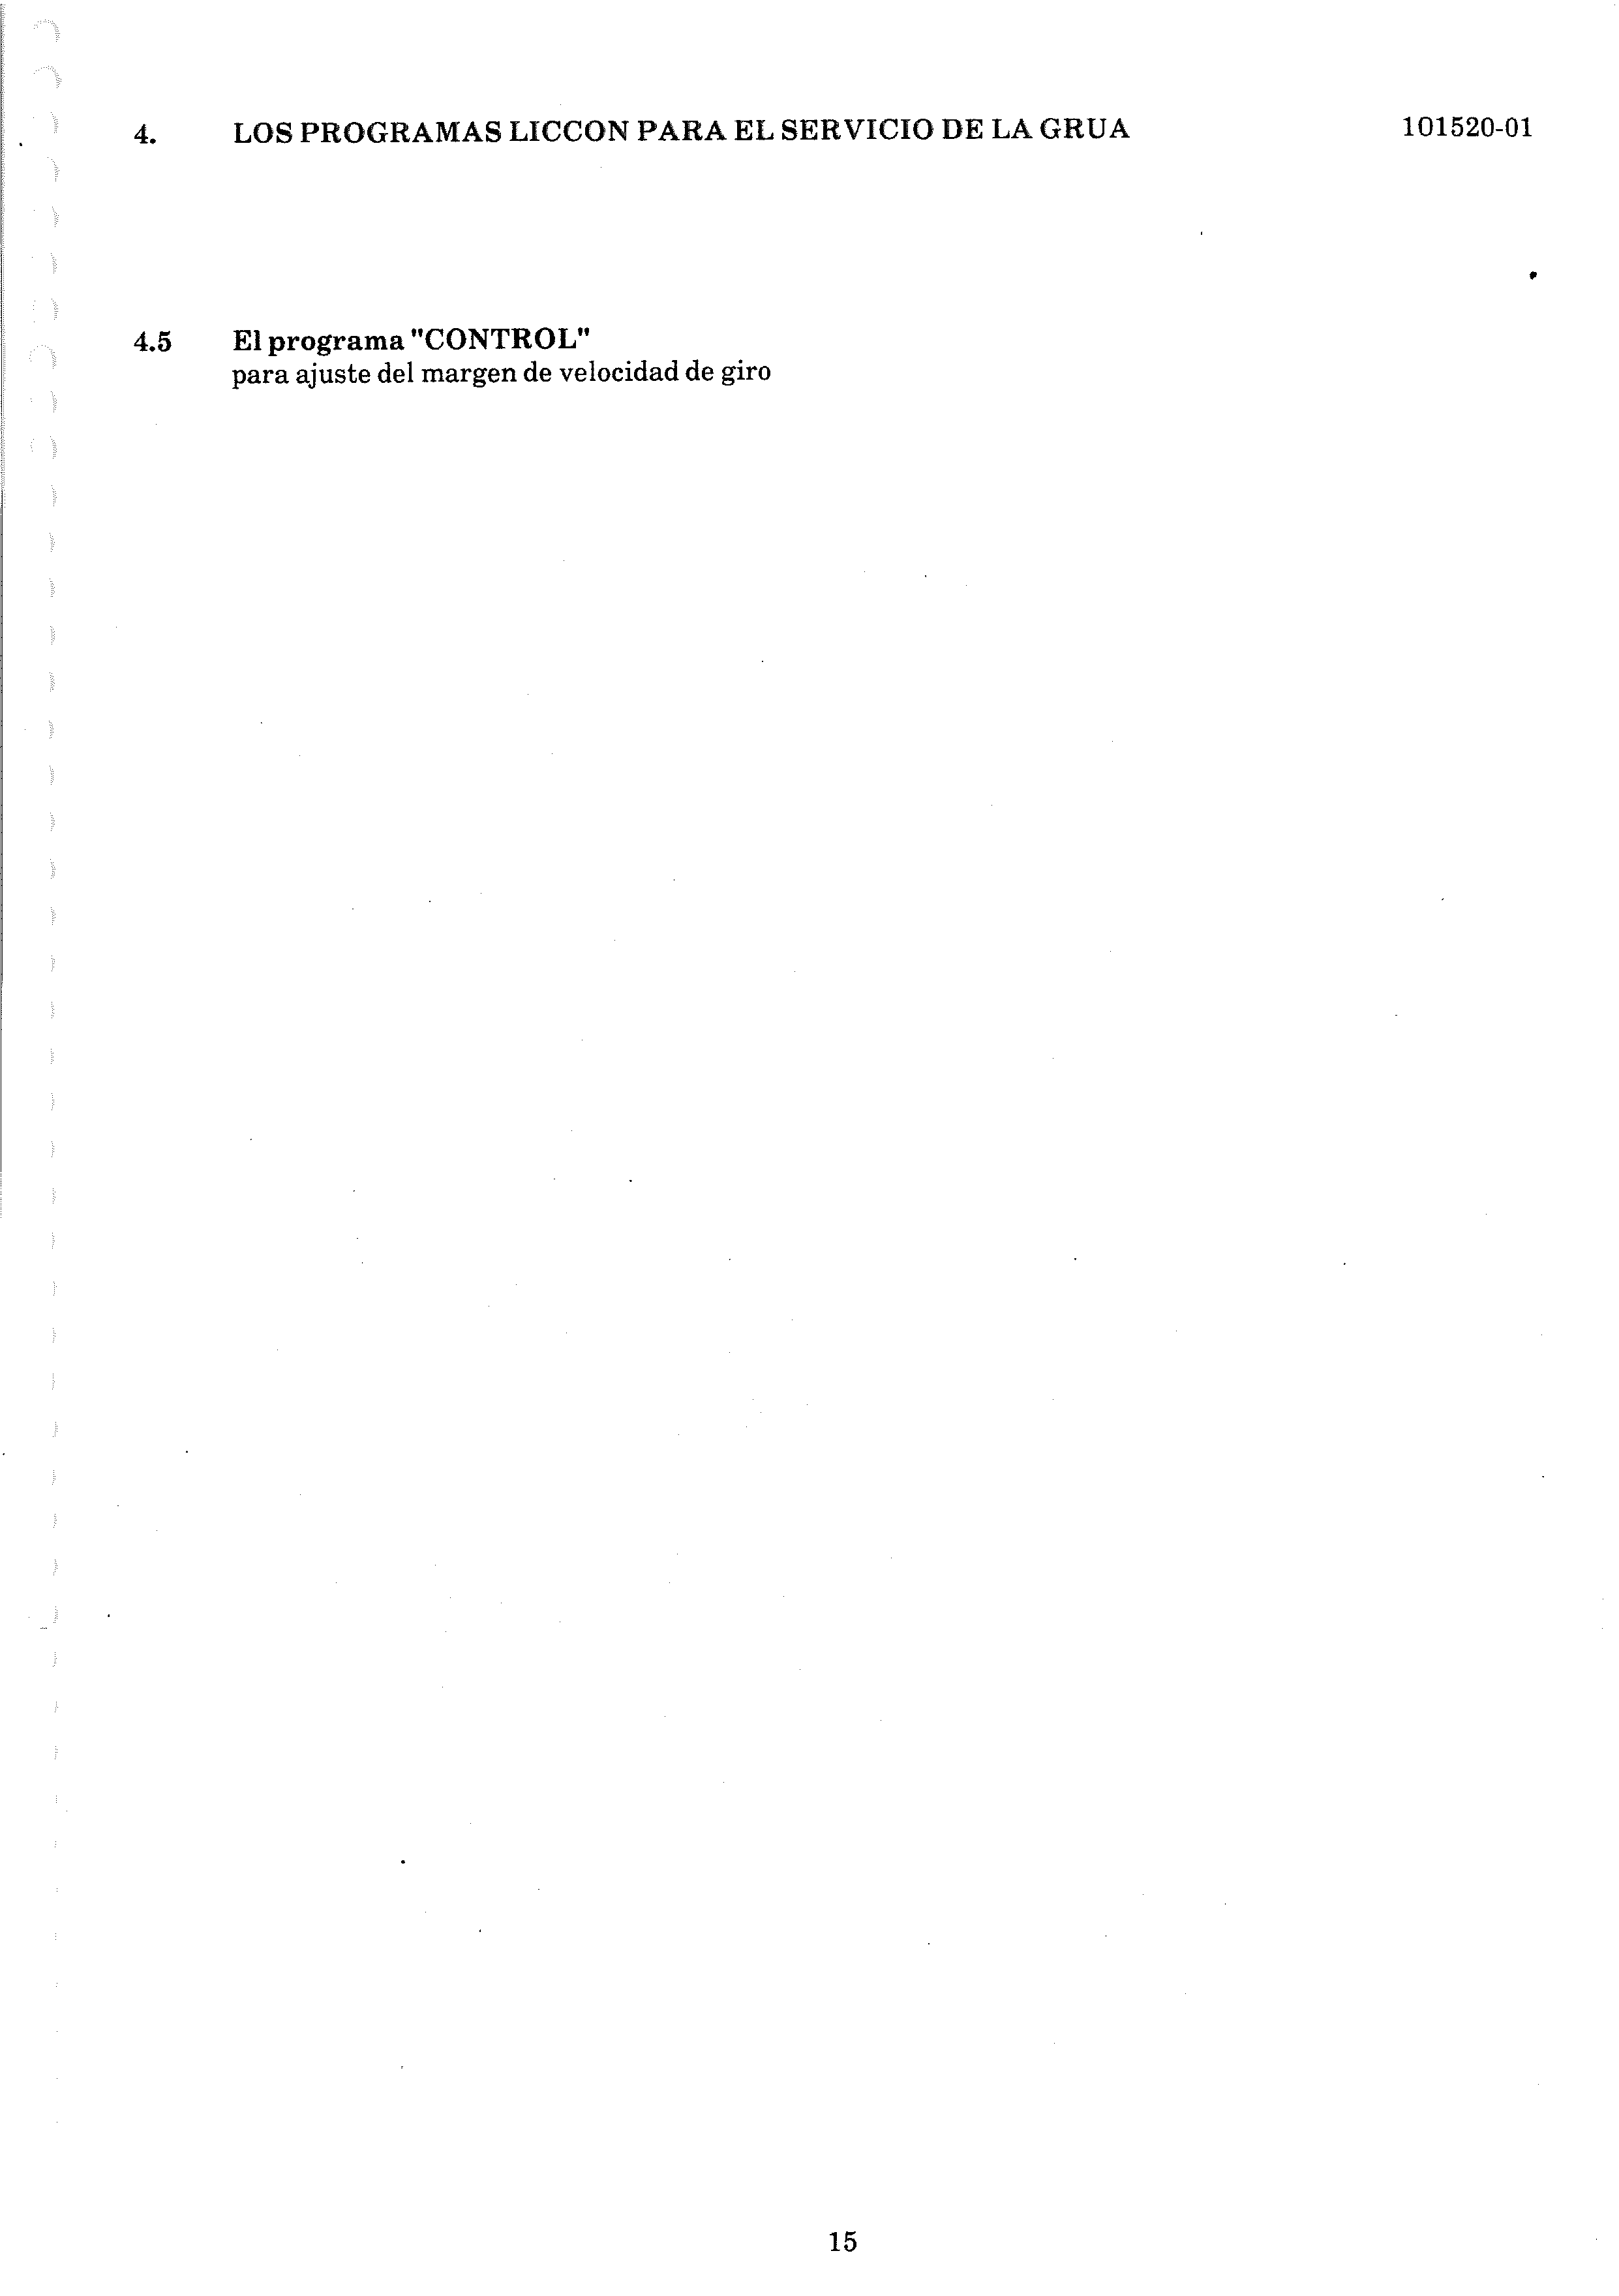 4. LOS PROGRAMAS LICCON PARA EL SERVICIO DE LA GRUA 101520-01
4.5 El programa "CONTROL"
para ajuste del margen de velocidad de giro
15